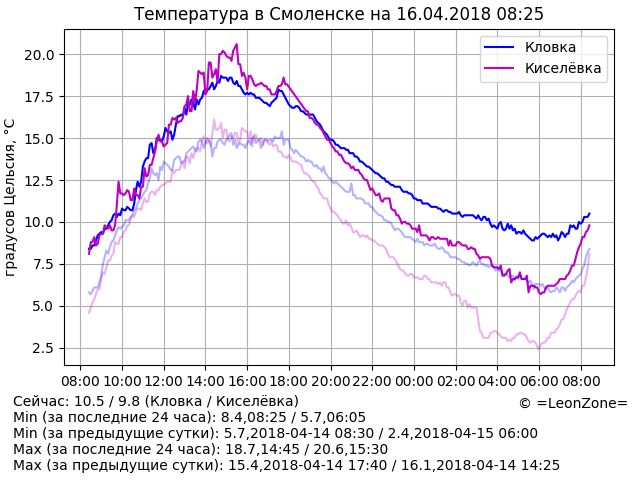 Температура в Смоленске на 16.04.2018 08:25
Кловка
Киселёвка
градусов Цельсия, °C
20.0
17.5
15.0
12.5
10.0
7.5
5.0
2.5
08:00 10:00 12:00 14:00 16:00 18:00 20:00 22:00 00:00 02:00 04:00 06:00 08:00
Сейчас: 10.5 / 9.8 (Кловка / Киселёвка)
© =LeonZone=
Min (за последние 24 часа): 8.4,08:25 / 5.7,06:05
Min (за предыдущие сутки): 5.7,2018-04-14 08:30 / 2.4,2018-04-15 06:00
Max (за последние 24 часа): 18.7,14:45 / 20.6,15:30
Max (за предыдущие сутки): 15.4,2018-04-14 17:40 / 16.1,2018-04-14 14:25